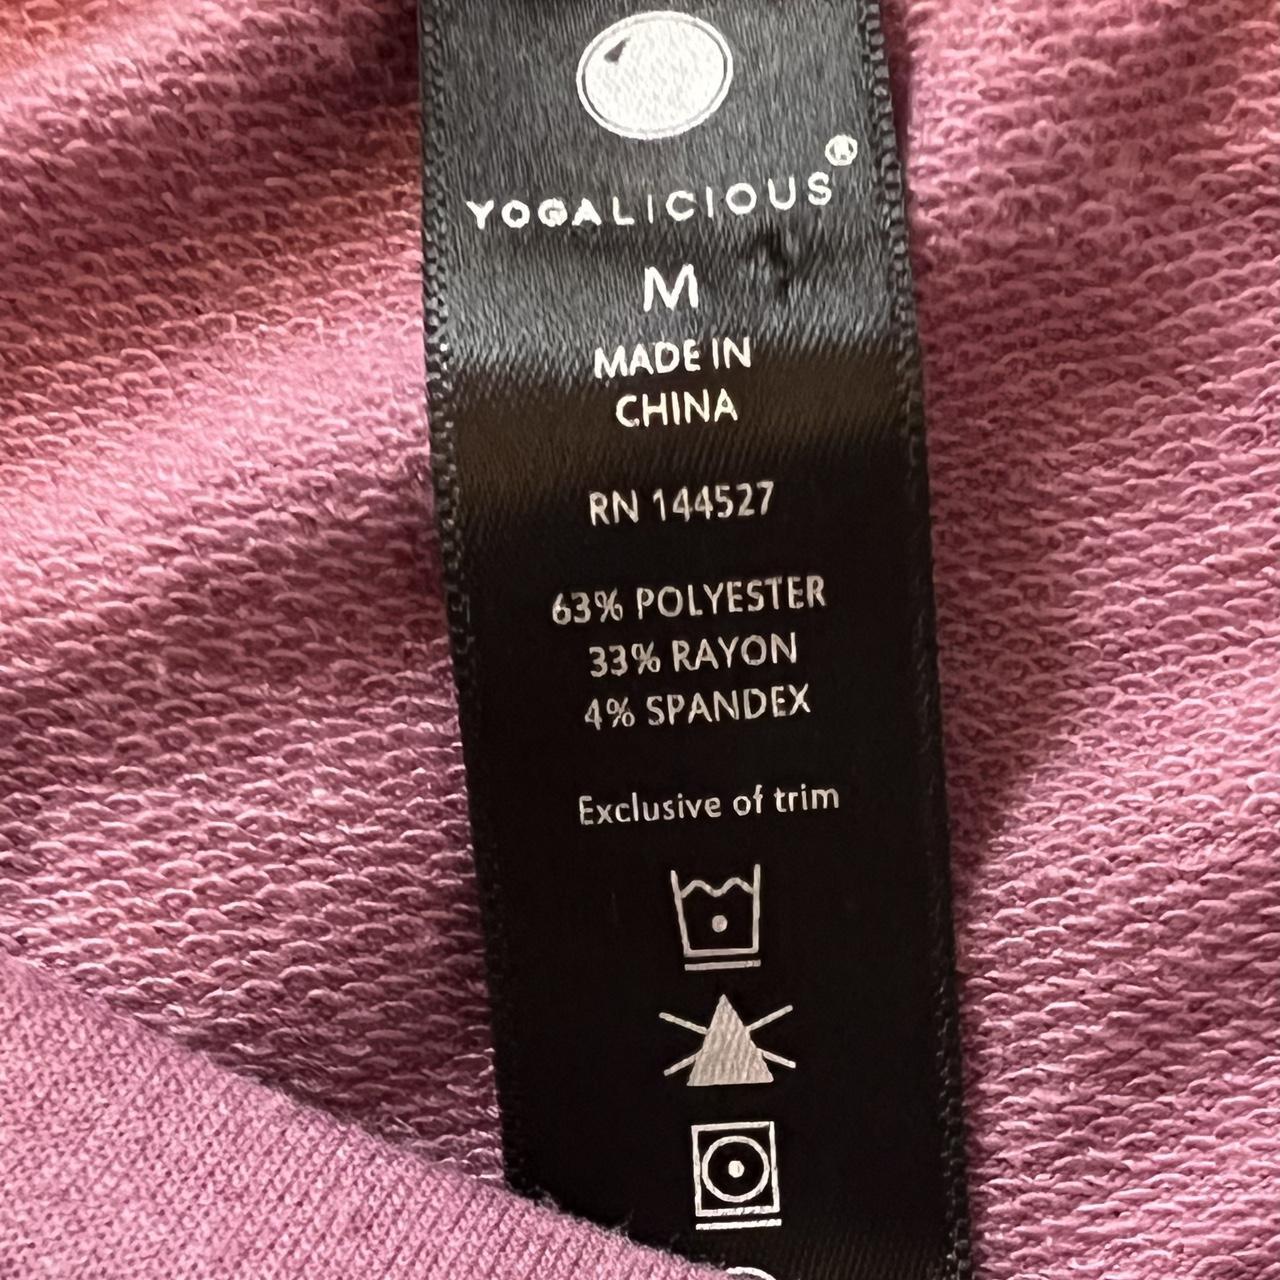 YOGALICIOUS®
M
MADE IN
CHINA
RN 144527
63% POLYESTER
33% RAYON
4% SPANDEX
Exclusive of trim